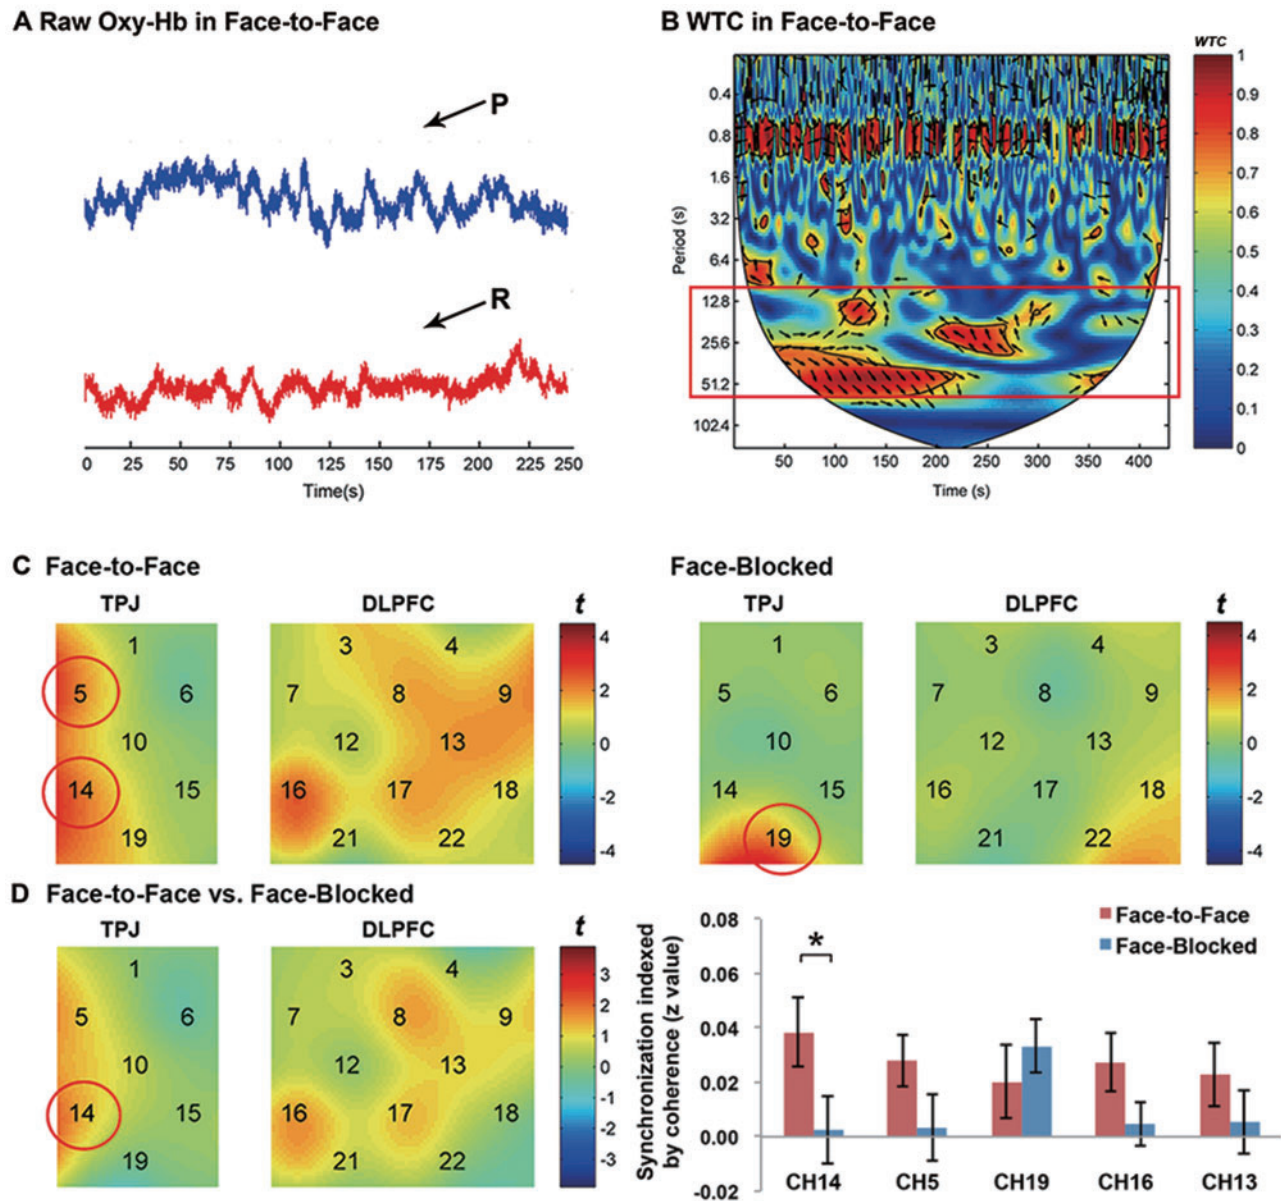 A Raw Oxy-Hb in Face-to-Face
P
R
0 25 50 75 100 125 150 175 200 225 250
Time(s)
B WTC in Face-to-Face
WTC
Period (s)
0.4
0.8
1.6
32
6.4
12.8
256
512
102.4
50 100 150 200 250 300 350 400
Time (s)
1
0.9
0.8
0.7
0.6
0.5
0.4
0.3
0.2
0.1
0
C Face-to-Face
TPJ DLPFC t
1 3 4
5 6 7 8 9
10 12 13
14 15 16 17 18
19 21 22
4
2
0
-2
-4
Face-Blocked
TPJ DLPFC t
1 3 4
5 6 7 8 9
10 12 13
14 15 16 17 18
19 21 22
4
2
0
-2
-4
D Face-to-Face vs. Face-Blocked
TPJ DLPFC t
1 3 4
5 6 7 8 9
10 12 13
14 15 16 17 18
19 21 22
3
2
1
0
-1
-2
-3
Synchronization indexed
by coherence (z value)
0.08
0.06
0.04
0.02
0.00
-0.02
Face-to-Face
Face-Blocked
*
CH14 CH5 CH19 CH16 CH13